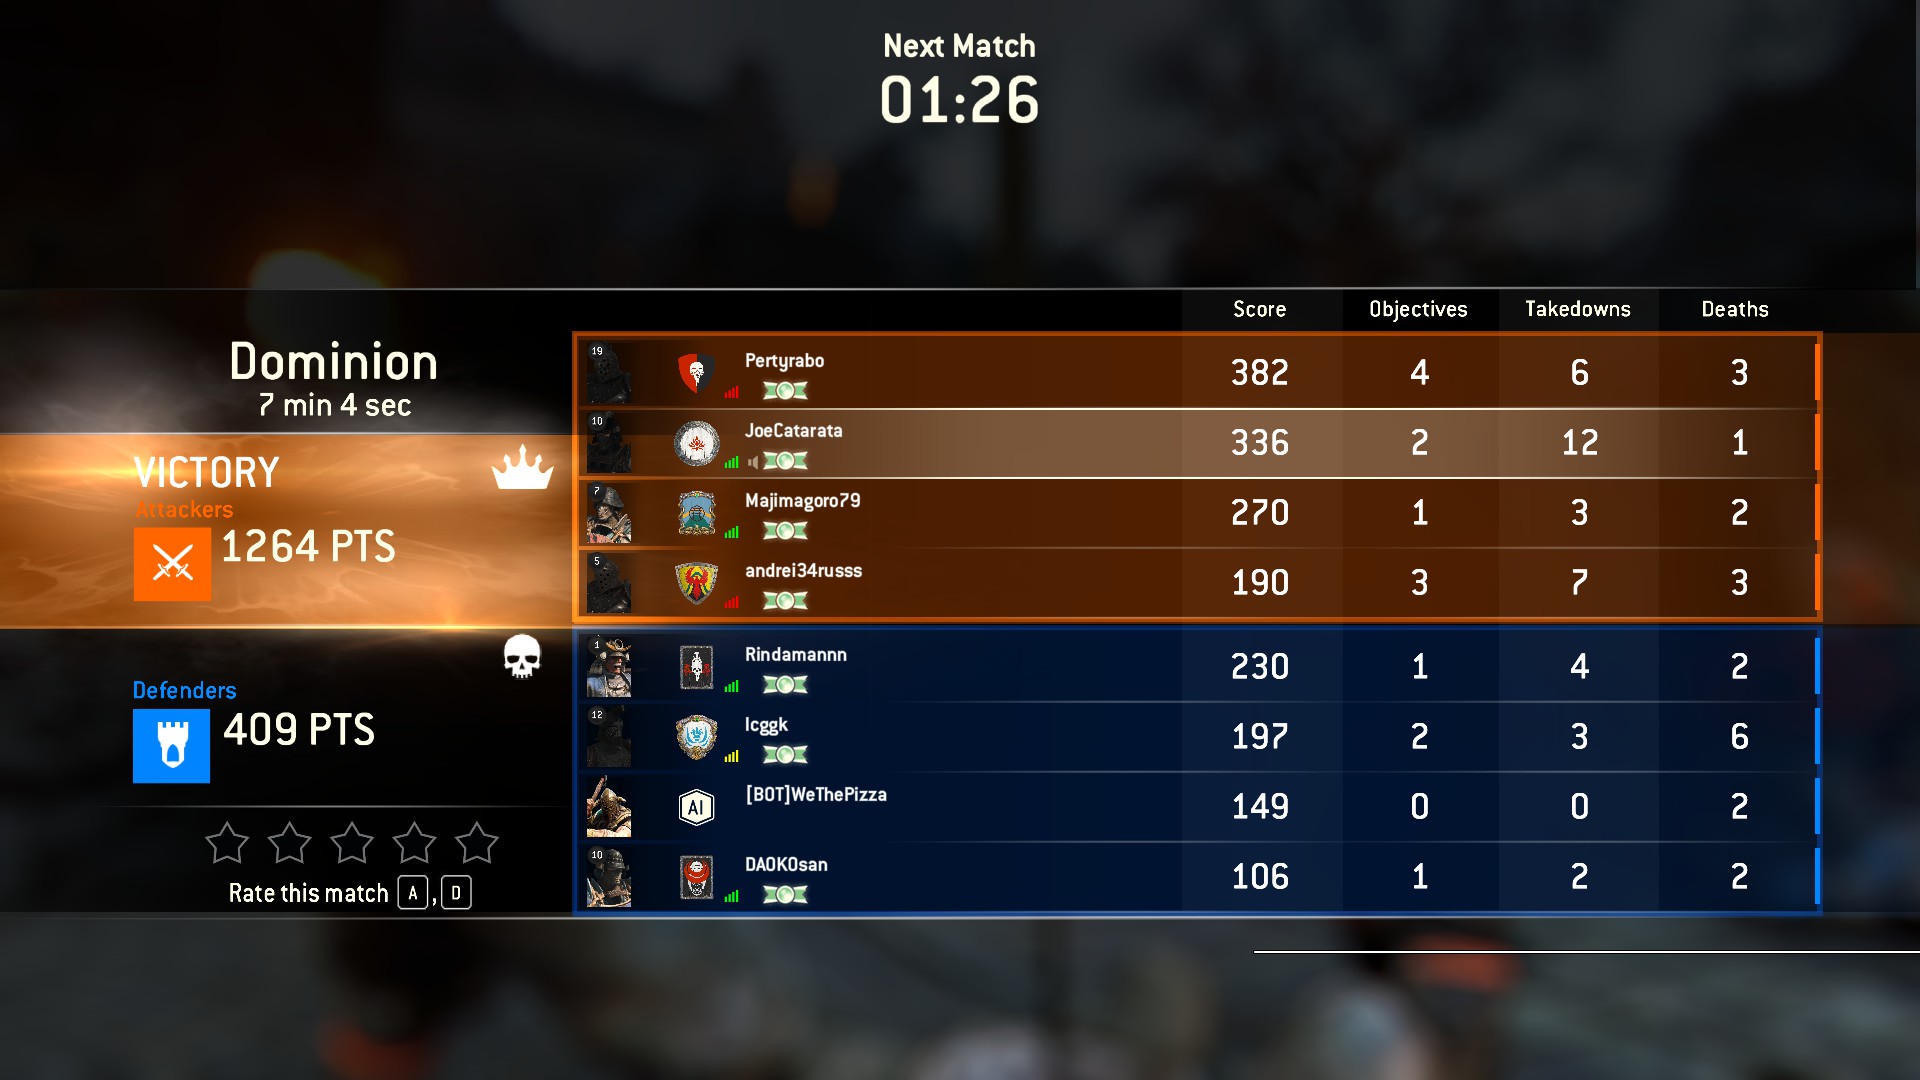 Next Match
01:26
Score Objectives Takedowns Deaths
Dominion
7 min 4 sec
VICTORY
Attackers
1264 PTS
Defenders
409 PTS
Rate this match A , D
19 Pertyrabo 382 4 6 3
10 JoeCatarata 336 2 12 1
7 Majimagoro79 270 1 3 2
5 andrei34russs 190 3 7 3
1 Rindamannn 230 1 4 2
12 Icggk 197 2 3 6
AI [BOT]WeThePizza 149 0 0 2
10 DAOKOsan 106 1 2 2